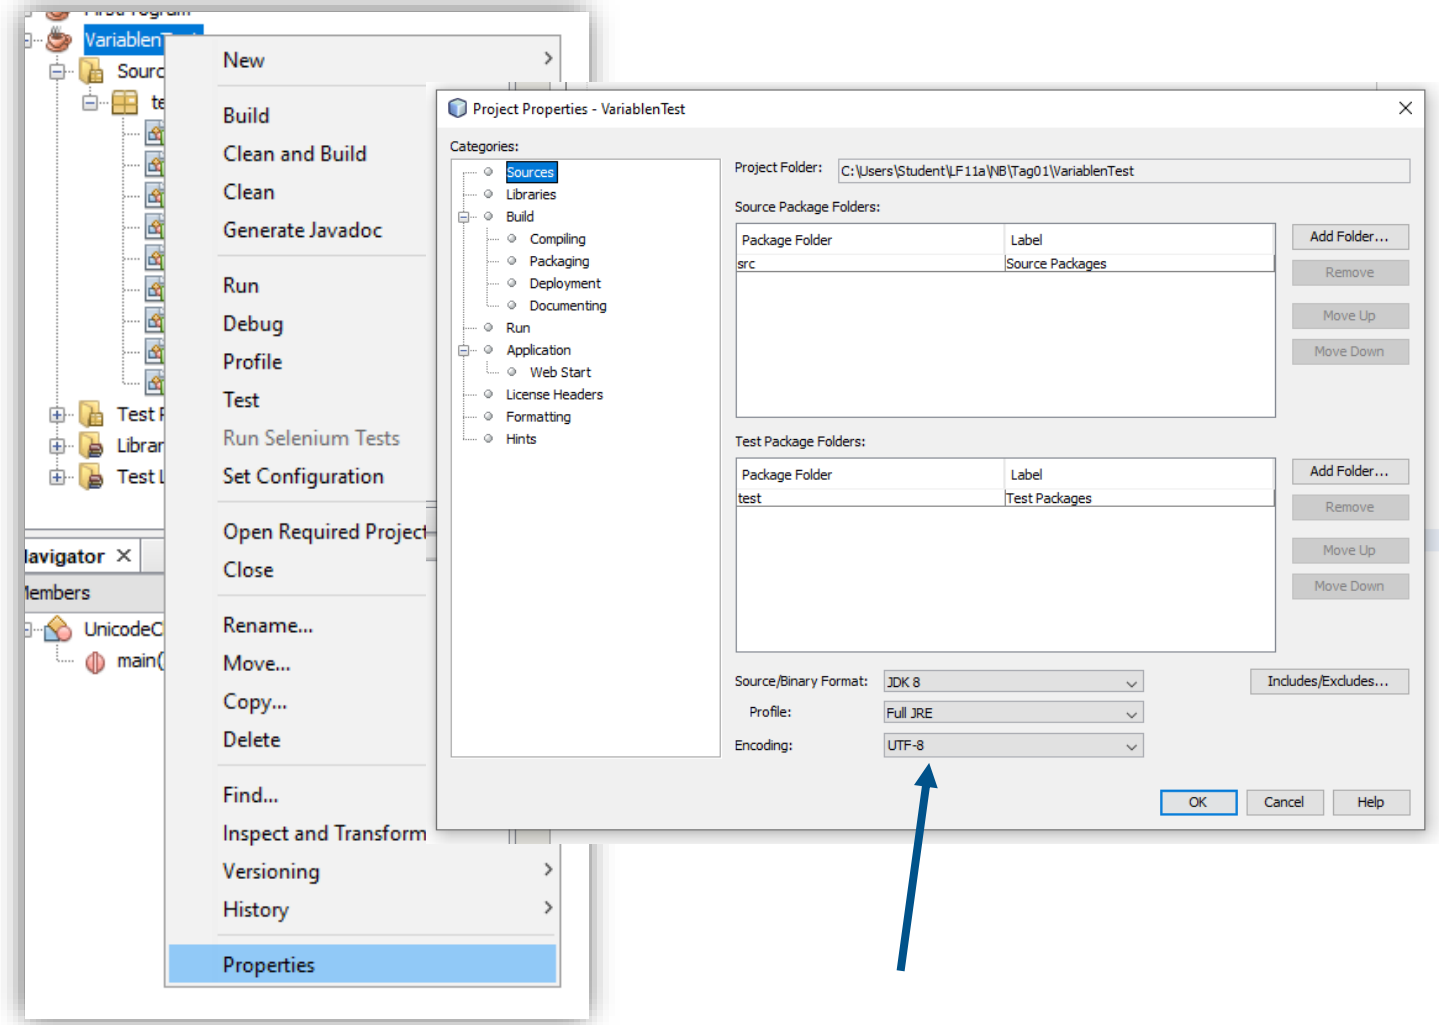 VariablenT
Sourc
te
Test P
Librar
Test L
Navigator
Members
UnicodeC
main(
New
Build
Clean and Build
Clean
Generate Javadoc
Run
Debug
Profile
Test
Run Selenium Tests
Set Configuration
Open Required Project
Close
Rename...
Move...
Copy...
Delete
Find...
Inspect and Transform
Versioning
History
Properties
Project Properties - VariablenTest
Categories:
Sources
Libraries
Build
Compiling
Packaging
Deployment
Documenting
Run
Application
Web Start
License Headers
Formatting
Hints
Project Folder: C:\Users\Student\LF11a\NB\Tag01\VariablenTest
Source Package Folders:
Package Folder Label
src Source Packages
Add Folder...
Remove
Move Up
Move Down
Test Package Folders:
Package Folder Label
test Test Packages
Add Folder...
Remove
Move Up
Move Down
Source/Binary Format: JDK 8
Includes/Excludes...
Profile: Full JRE
Encoding: UTF-8
OK Cancel Help